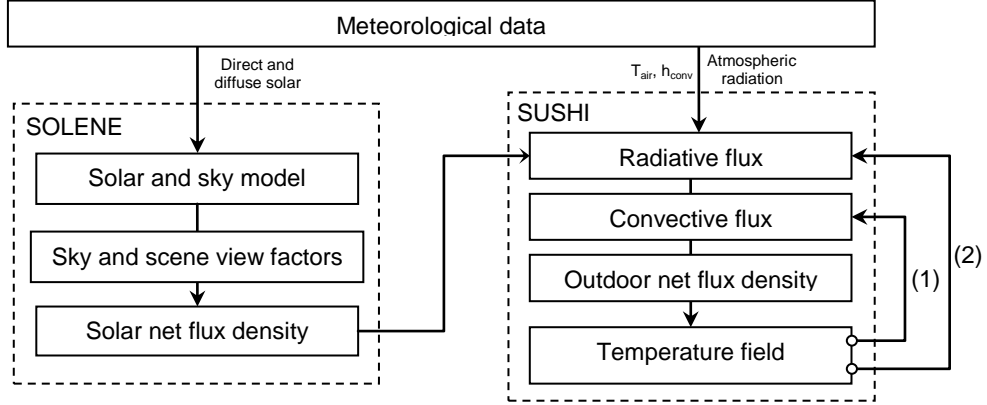 Meteorological data
Direct and
diffuse solar
T_air, h_conv
Atmospheric
radiation
SOLENE
Solar and sky model
Sky and scene view factors
Solar net flux density
SUSHI
Radiative flux
Convective flux
Outdoor net flux density
Temperature field
(1)
(2)